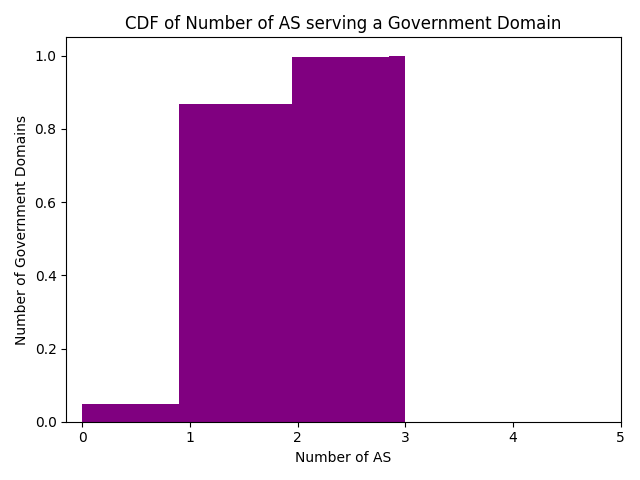 CDF of Number of AS serving a Government Domain
Number of Government Domains
1.0
0.8
0.6
0.4
0.2
0.0
0 1 2 3 4 5
Number of AS